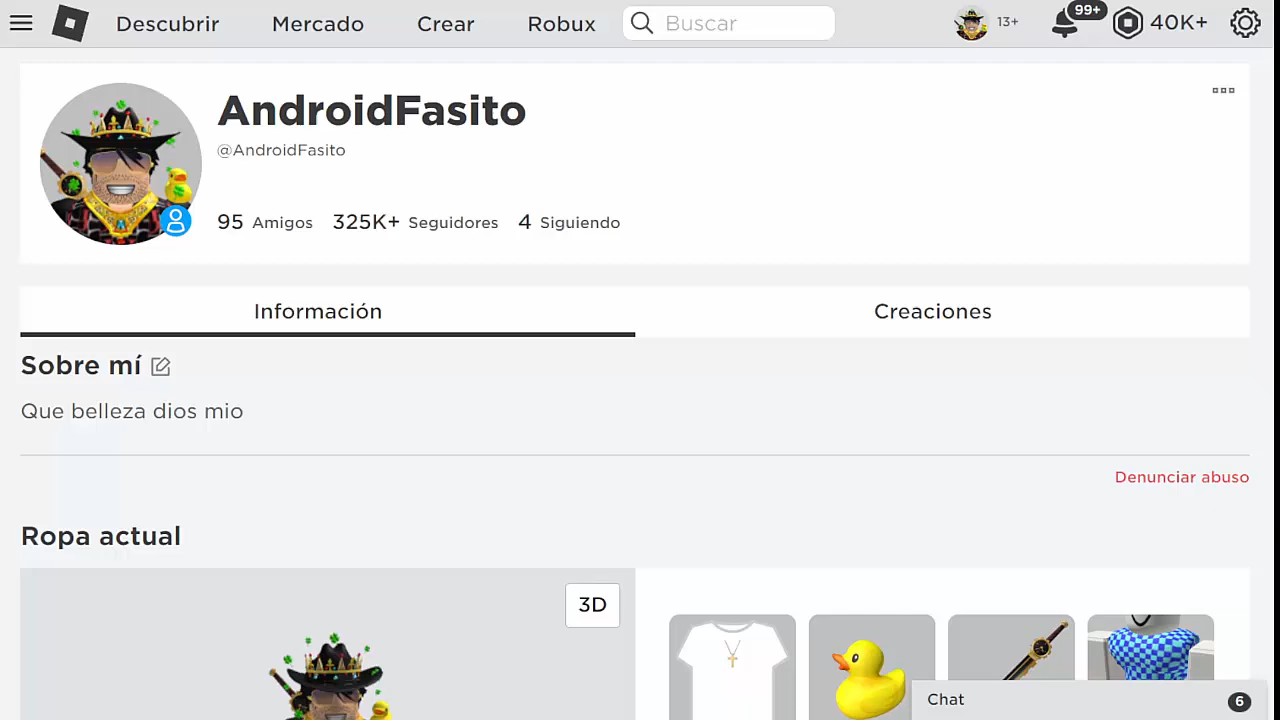 Descubrir Mercado Crear Robux Buscar 13+ 99+ 40K+
AndroidFasito
@AndroidFasito
95 Amigos 325K+ Seguidores 4 Siguiendo
Información Creaciones
Sobre mí
Que belleza dios mio
Denunciar abuso
Ropa actual
3D
Chat 6